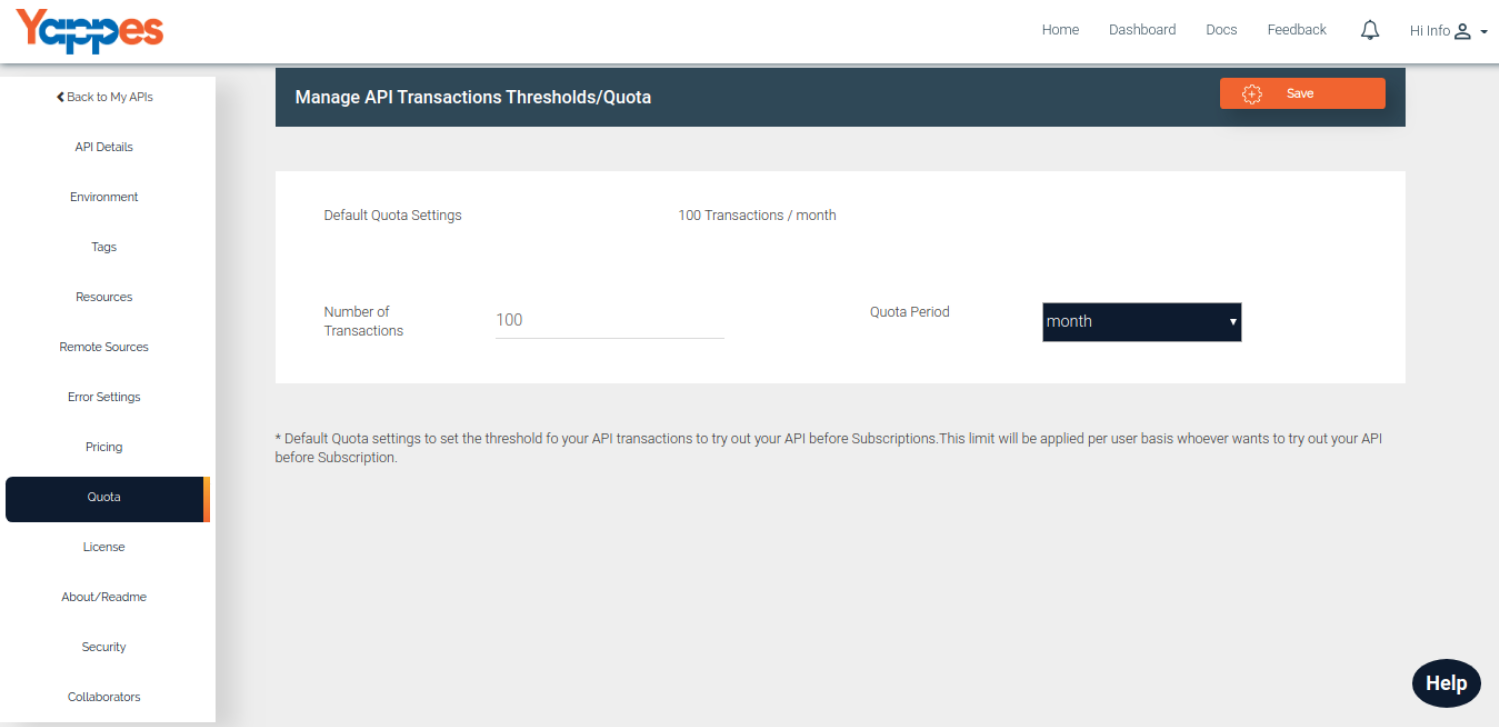 Yappes
Home Dashboard Docs Feedback Hi Info
Back to My APIs
API Details
Environment
Tags
Resources
Remote Sources
Error Settings
Pricing
Quota
License
About/Readme
Security
Collaborators
Manage API Transactions Thresholds/Quota
Save
Default Quota Settings 100 Transactions / month
Number of
Transactions
100
Quota Period
month
* Default Quota settings to set the threshold fo your API transactions to try out your API before Subscriptions.This limit will be applied per user basis whoever wants to try out your API
before Subscription.
Help